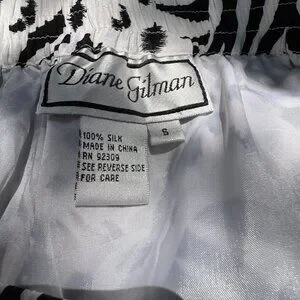 Diane Gilman
S
100% SILK
MADE IN CHINA
RN 92309
SEE REVERSE SIDE
FOR CARE